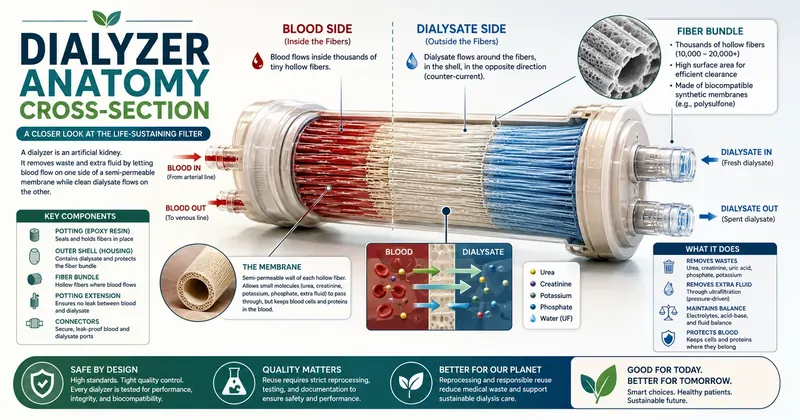 DIALYZER
ANATOMY
CROSS-SECTION
A CLOSER LOOK AT THE LIFE-SUSTAINING FILTER
A dialyzer is an artificial kidney.
It removes waste and extra fluid by letting
blood flow on one side of a semi-permeable
membrane while clean dialysate flows on
the other.
KEY COMPONENTS
POTTING (EPOXY RESIN)
Seals and holds fibers in place
OUTER SHELL (HOUSING)
Contains dialysate and protects
the fiber bundle
FIBER BUNDLE
Hollow fibers where blood flows
POTTING EXTENSION
Ensures no leak between blood
and dialysate
CONNECTORS
Secure, leak-proof blood and
dialysate ports
BLOOD SIDE
(Inside the Fibers)
Blood flows inside thousands of
tiny hollow fibers.
DIALYSATE SIDE
(Outside the Fibers)
Dialysate flows around the fibers,
in the shell, in the opposite direction
(counter-current).
FIBER BUNDLE
• Thousands of hollow fibers
(10,000 – 20,000+)
• High surface area for
efficient clearance
• Made of biocompatible
synthetic membranes
(e.g., polysulfone)
BLOOD IN
(From arterial line)
BLOOD OUT
(To venous line)
DIALYSATE IN
(Fresh dialysate)
DIALYSATE OUT
(Spent dialysate)
THE MEMBRANE
Semi-permeable wall of each hollow fiber.
Allows small molecules (urea, creatinine,
potassium, phosphate, extra fluid) to pass
through, but keeps blood cells and proteins
in the blood.
BLOOD
DIALYSATE
Urea
Creatinine
Potassium
Phosphate
Water (UF)
WHAT IT DOES
REMOVES WASTES
Urea, creatinine, uric acid,
phosphate, potassium
REMOVES EXTRA FLUID
Through ultrafiltration
(pressure-driven)
MAINTAINS BALANCE
Electrolytes, acid-base,
and fluid balance
PROTECTS BLOOD
Keeps cells and proteins
where they belong
SAFE BY DESIGN
High standards. Tight quality control.
Every dialyzer is tested for performance,
integrity, and biocompatibility.
QUALITY MATTERS
Reuse requires strict reprocessing,
testing, and documentation to
ensure safety and performance.
BETTER FOR OUR PLANET
Reprocessing and responsible reuse
reduce medical waste and support
sustainable dialysis care.
GOOD FOR TODAY.
BETTER FOR TOMORROW.
Smart choices. Healthy patients.
Sustainable future.